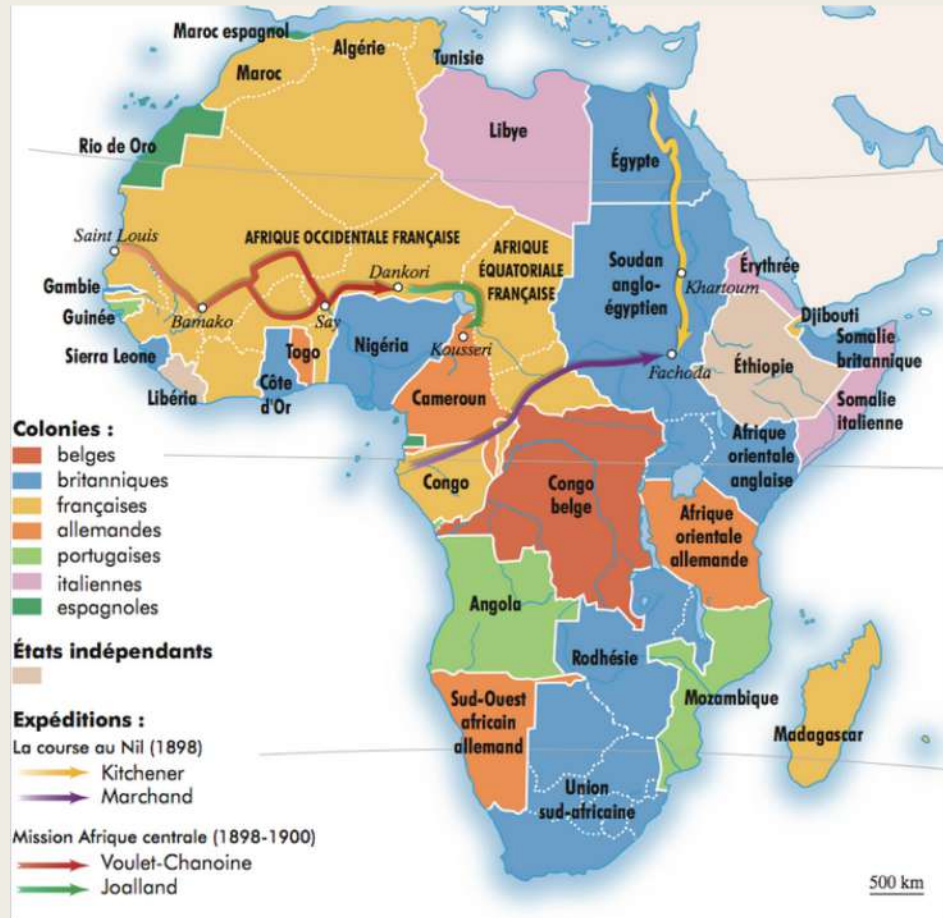 Maroc espagnol
Algérie
Tunisie
Maroc
Libye
Égypte
Rio de Oro
Saint Louis
AFRIQUE OCCIDENTALE FRANÇAISE
AFRIQUE
ÉQUATORIALE
FRANÇAISE
Dankori
Soudan
anglo-
égyptien
Khartoum
Érythrée
Gambie
Guinée
Bamako
Say
Djibouti
Sierra Leone
Togo
Nigéria
Kousseri
Fachoda
Éthiopie
Somalie
britannique
Libéria
Côte
d'Or
Cameroun
Somalie
italienne
Afrique
orientale
anglaise
Congo
Congo
belge
Afrique
orientale
allemande
Angola
Rodhésie
Mozambique
Madagascar
Sud-Ouest
africain
allemand
Union
sud-africaine
500 km
Colonies :
belges
britanniques
françaises
allemandes
portugaises
italiennes
espagnoles
États indépendants
Expéditions :
La course au Nil (1898)
Kitchener
Marchand
Mission Afrique centrale (1898-1900)
Voulet-Chanoine
Joalland